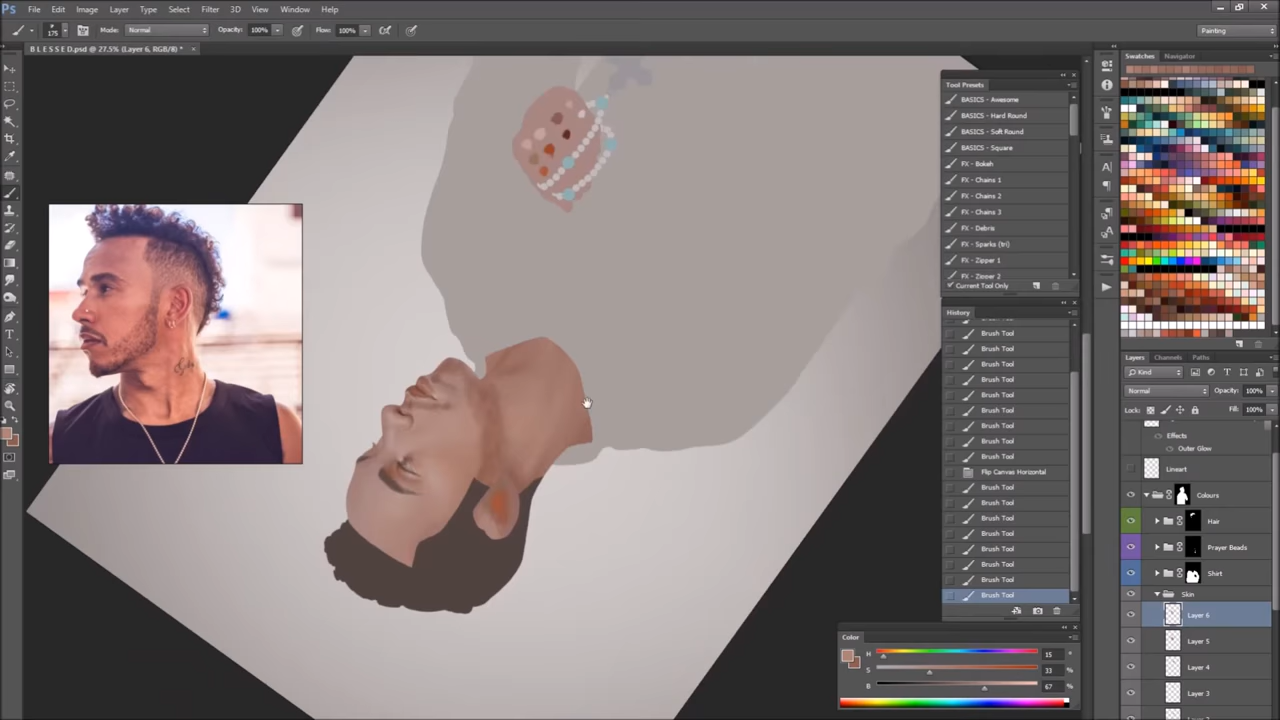 Ps File Edit Image Layer Type Select Filter 3D View Window Help
175 Mode: Normal Opacity: 100% Flow: 100% Painting
B L E S S E D.psd @ 27.5% (Layer 6, RGB/8) * ×
Swatches Navigator
Tool Presets
BASICS - Awesome
BASICS - Hard Round
BASICS - Soft Round
BASICS - Square
FX - Bokah
FX - Chains 1
FX - Chains 2
FX - Chains 3
FX - Debris
FX - Sparks (tri)
FX - Zipper 1
FX - Zipper 2
Current Tool Only
History
Brush Tool
Brush Tool
Brush Tool
Brush Tool
Brush Tool
Brush Tool
Brush Tool
Brush Tool
Brush Tool
Flip Canvas Horizontal
Brush Tool
Brush Tool
Brush Tool
Brush Tool
Brush Tool
Brush Tool
Brush Tool
Brush Tool
Color
H 15 °
S 33 %
B 67 %
Layers Channels Paths
Kind
Normal Opacity: 100%
Lock: Fill: 100%
Effects
Outer Glow
Lineart
Colours
Hair
Prayer Beads
Shirt
Skin
Layer 6
Layer 5
Layer 4
Layer 3